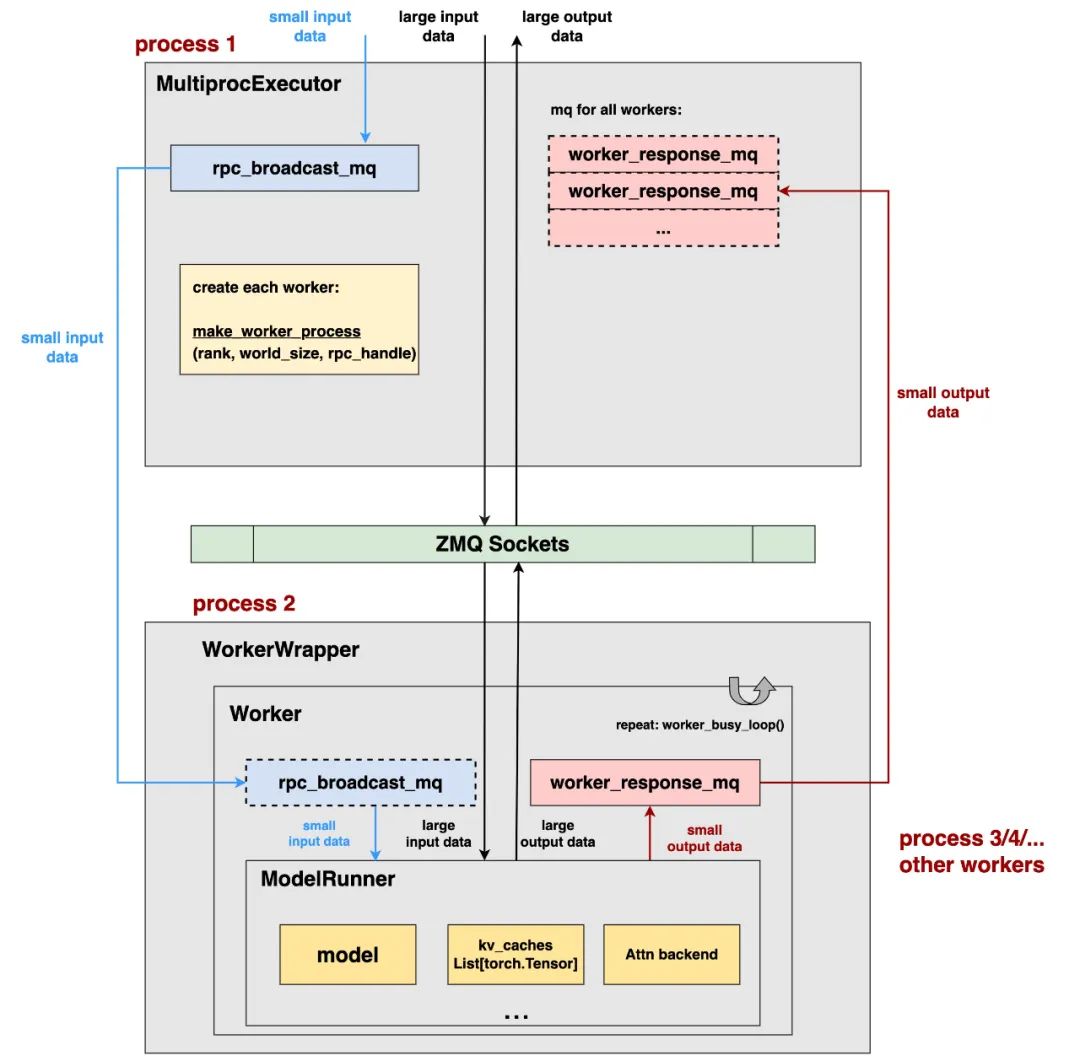 small input
data
large input
data
large output
data
process 1
MultiprocExecutor
mq for all workers:
rpc_broadcast_mq
worker_response_mq
worker_response_mq
...
create each worker:
make_worker_process
(rank, world_size, rpc_handle)
small input
data
small output
data
ZMQ Sockets
process 2
WorkerWrapper
Worker
repeat: worker_busy_loop()
rpc_broadcast_mq
worker_response_mq
small
input data
large
input data
large
output data
small
output data
process 3/4/...
other workers
ModelRunner
model
kv_caches
List[torch.Tensor]
Attn backend
...